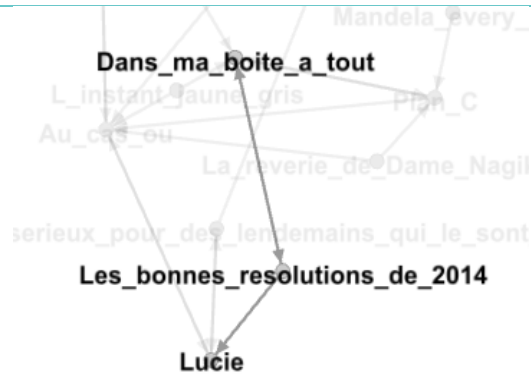 Mandela_every_
Dans_ma_boite_a_tout
L_instant_jaune_gris
Plan_C
Au_cas_ou
La_reverie_de_Dame_Nagil
serieux_pour_des_lendemains_qui_le_sont
Les_bonnes_resolutions_de_2014
Lucie